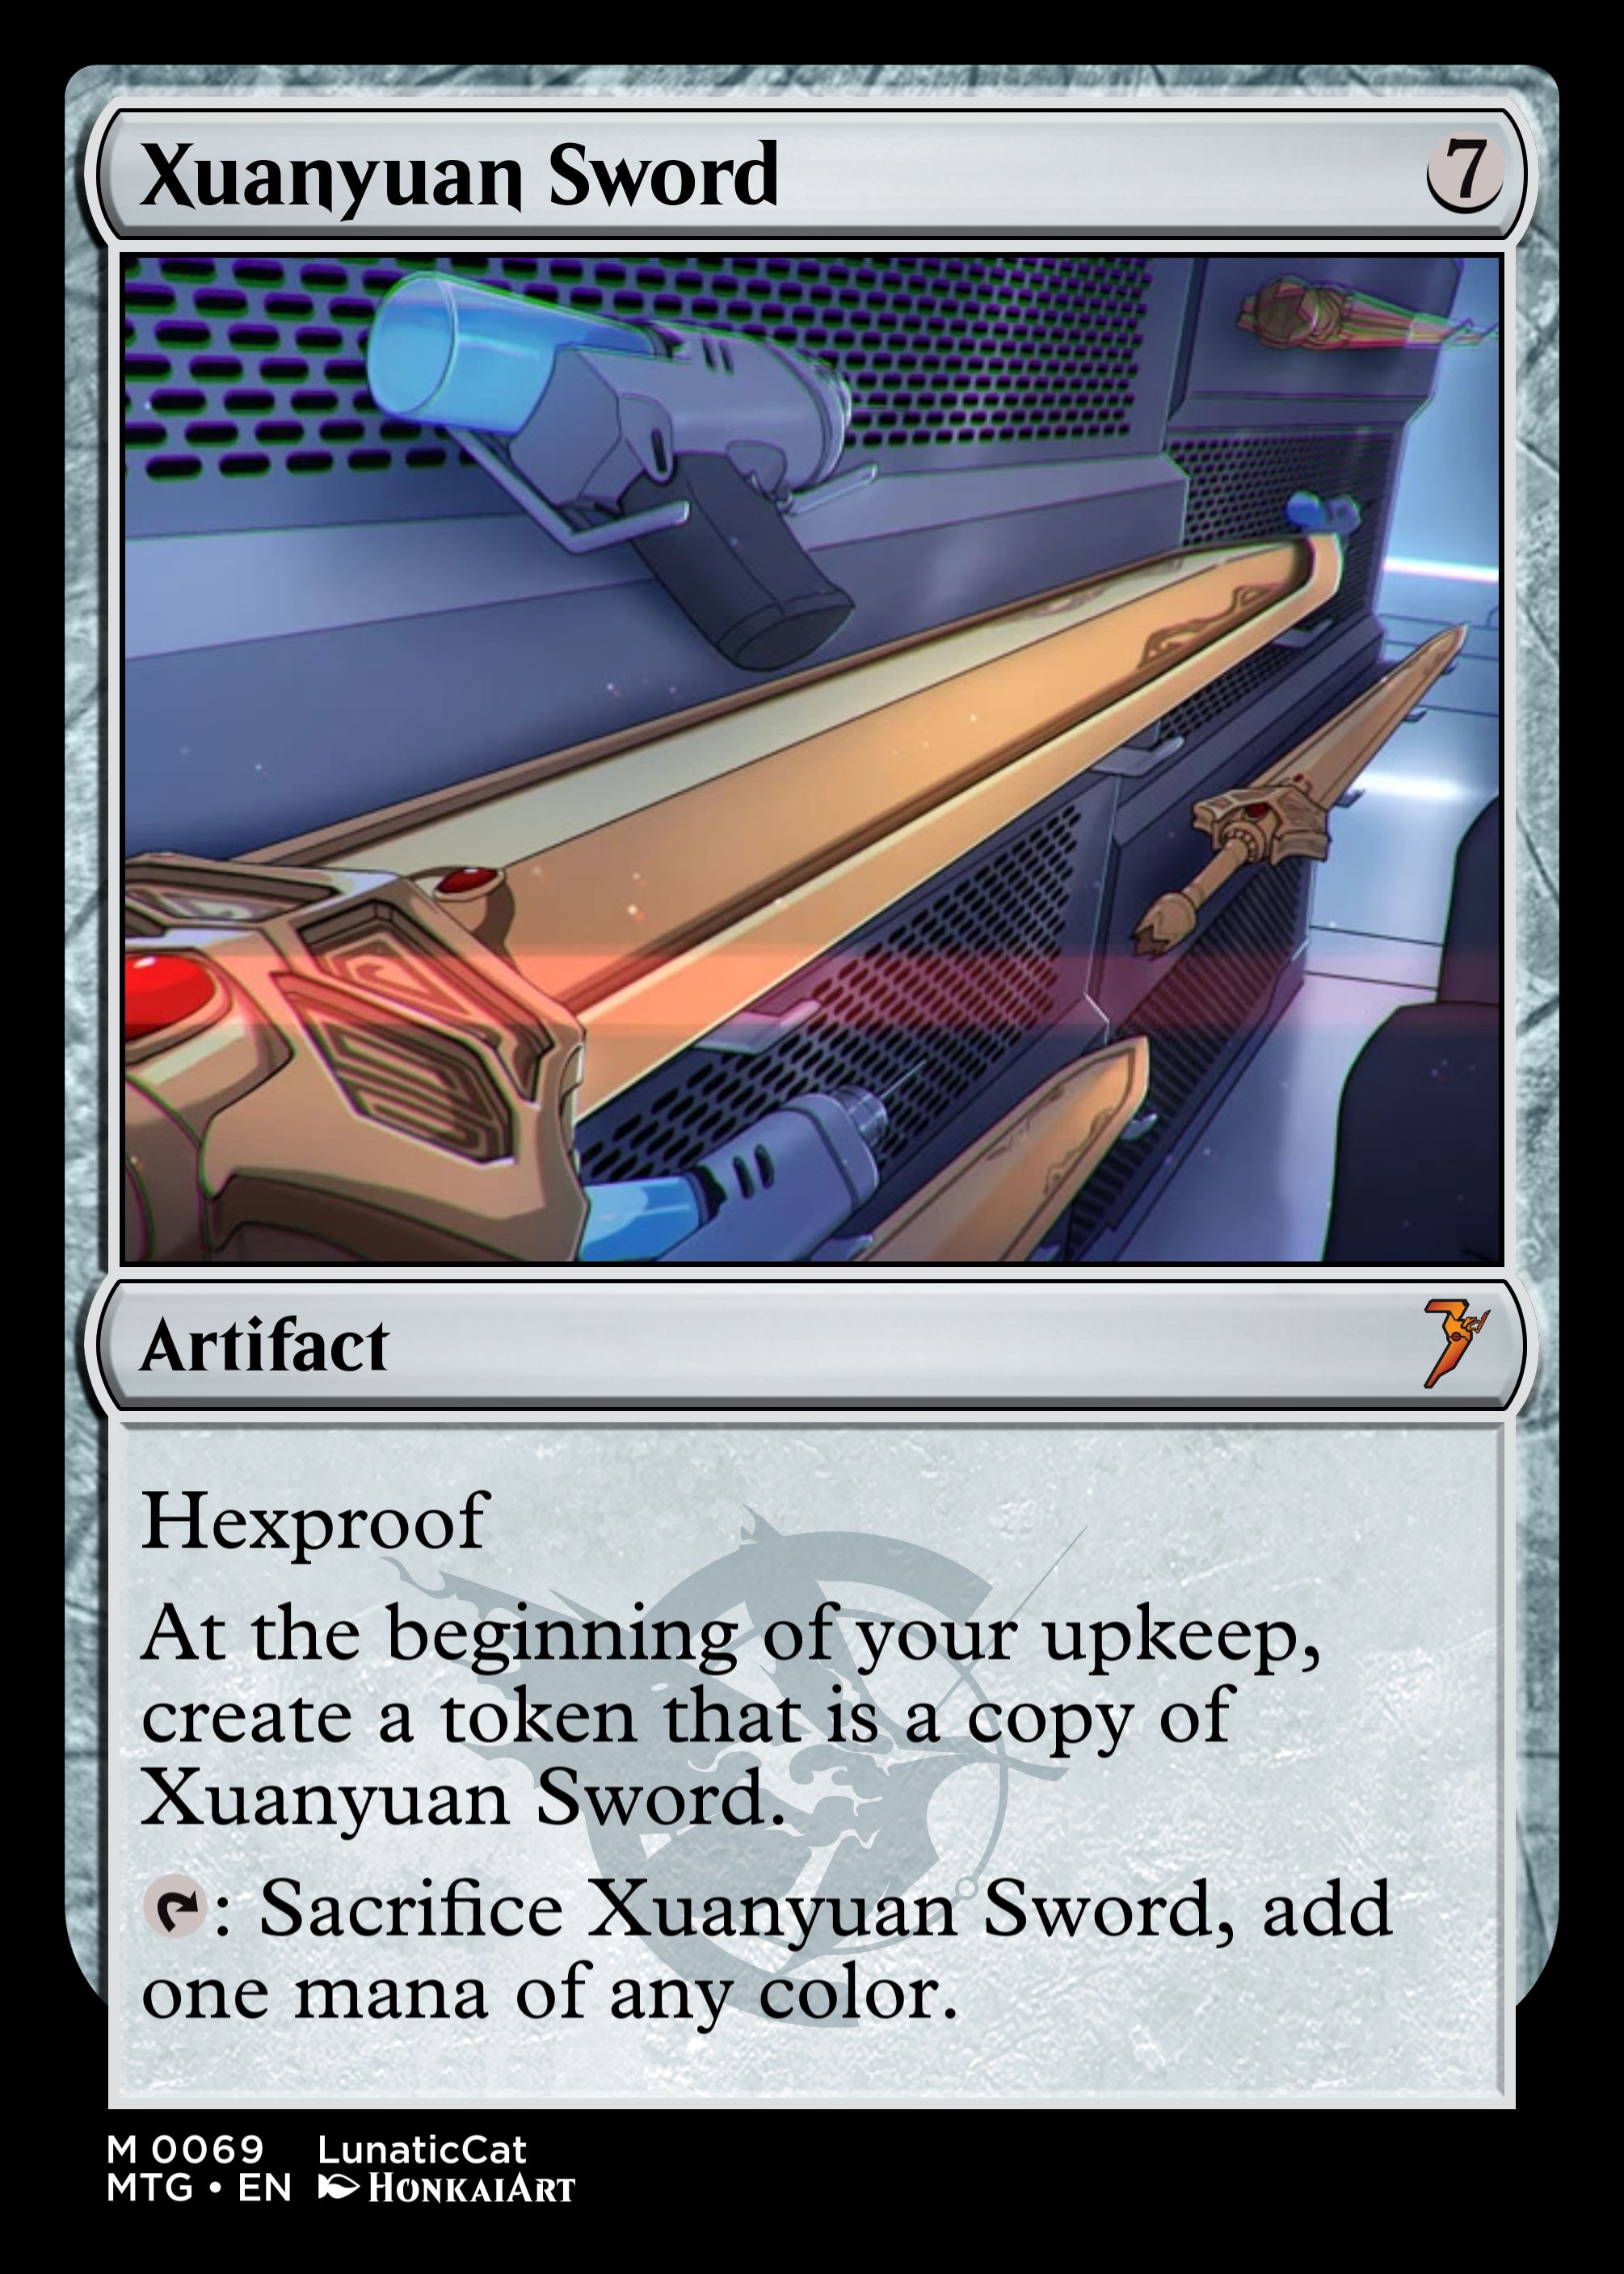 Xuanyuan Sword
7
Artifact
Hexproof
At the beginning of your upkeep,
create a token that is a copy of
Xuanyuan Sword.
: Sacrifice Xuanyuan Sword, add
one mana of any color.
M 0069 LunaticCat
MTG • EN HONKAIART